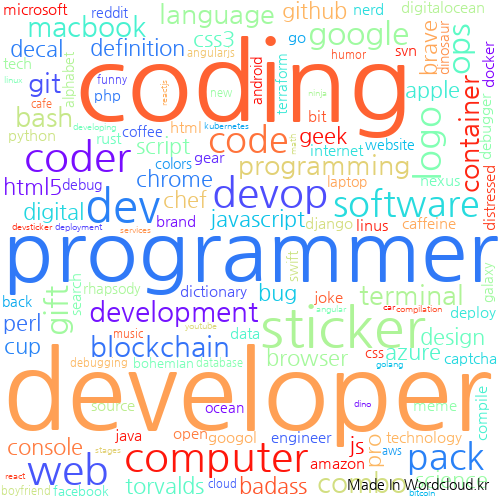 microsoft
reddit
language
github
nerd
digitalocean
macbook
google
brave
dinosaur
ops
decal
definition
css3
go
svn
docker
tech
angularjs
humor
linux
git
php
funny
alphabet
reactjs
coding
android
terraform
apple
cafe
new
ninja
bit
debugger
container
bash
coffee
html
kubernetes
code
geek
logo
python
developing
rust
script
website
internet
programming
coder
colors
gear
math
nexus
distressed
html5
debug
chrome
chef
devop
laptop
software
digital
dev
brand
javascript
django
linus
caffeine
devsticker
deployment
services
programmer
swift
galaxy
back
search
rhapsody
dictionary
bug
joke
terminal
gift
development
car
compilation
deploy
perl
music
youtube
angular
data
sticker
design
cup
blockchain
browser
css
azure
golang
captcha
debugging
bohemian
database
developer
source
ocean
dino
meme
compile
console
java
open
googol
engineer
js
pro
technology
stages
computer
amazon
aws
pack
react
web
cloud
bitcoin
boyfriend
facebook
torvalds
badass
Made In Wordcloud.kr